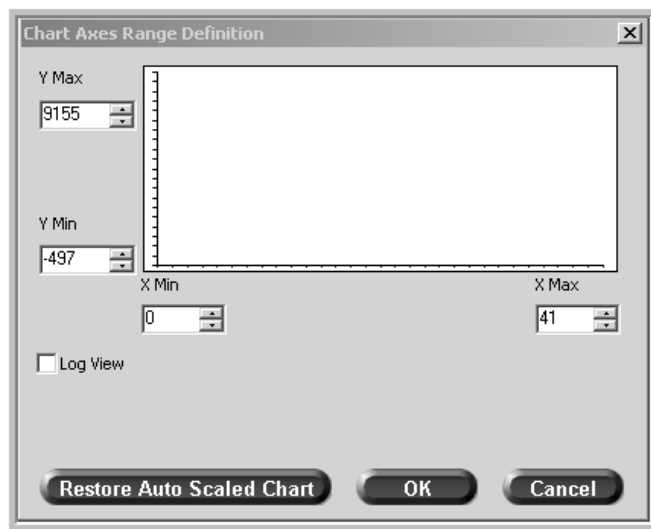 Chart Axes Range Definition
Y Max
9155
Y Min
-497
X Min
X Max
0
41
Log View
Restore Auto Scaled Chart
OK
Cancel